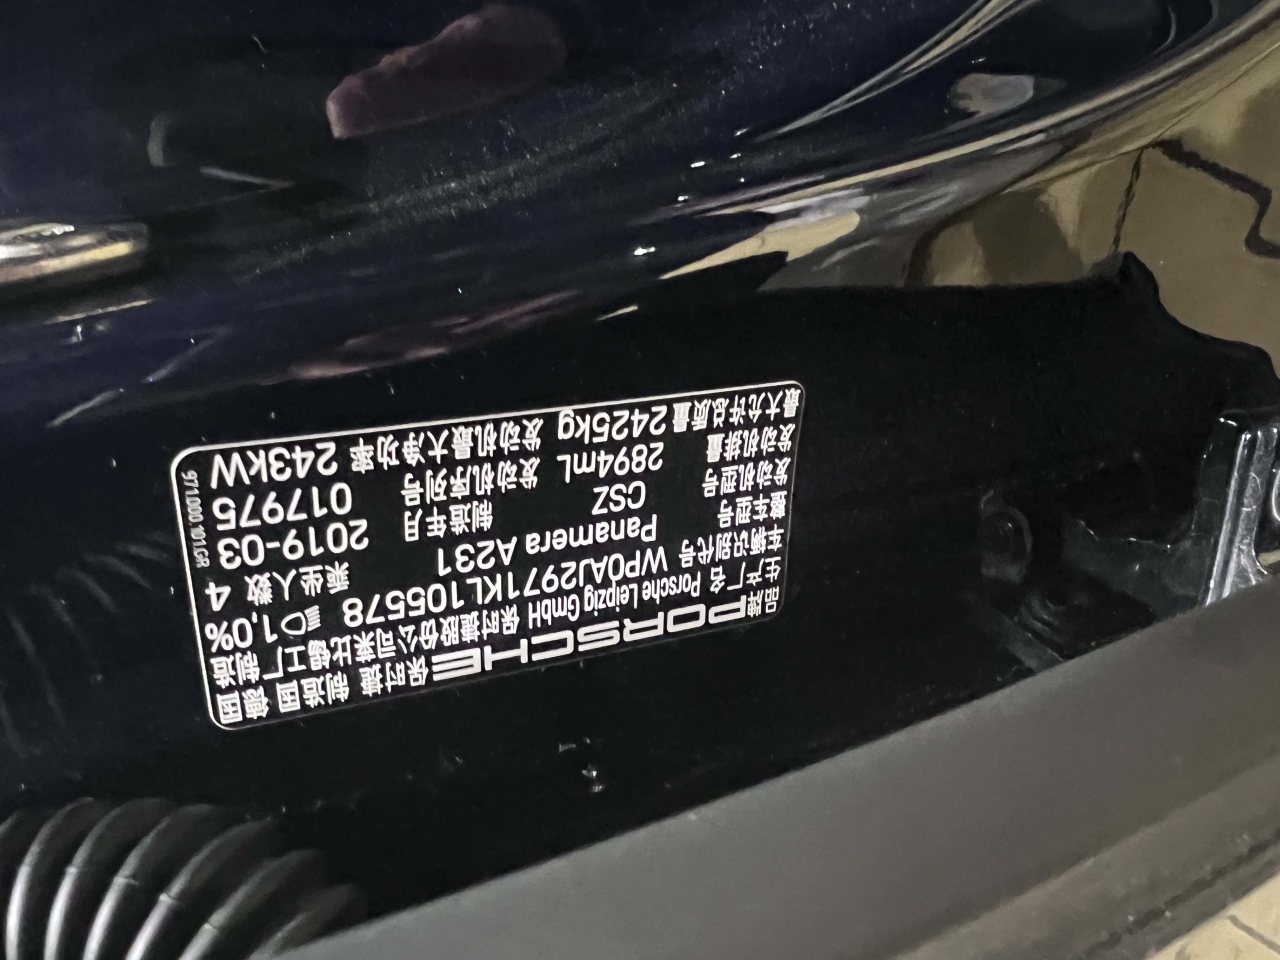 品牌 PORSCHE 保时捷 制造国 德国
生产厂名 Porsche Leipzig GmbH 保时捷股份公司莱比锡工厂制造
车辆识别代号 WP0AJ2971KL105578 1,0%
整车型号 Panamera A231 乘坐人数 4
发动机型号 CSZ 制造年月 2019-03
发动机排量 2894mL 发动机序列号 017975
最大允许总质量 2425kg 发动机最大净功率 243kW